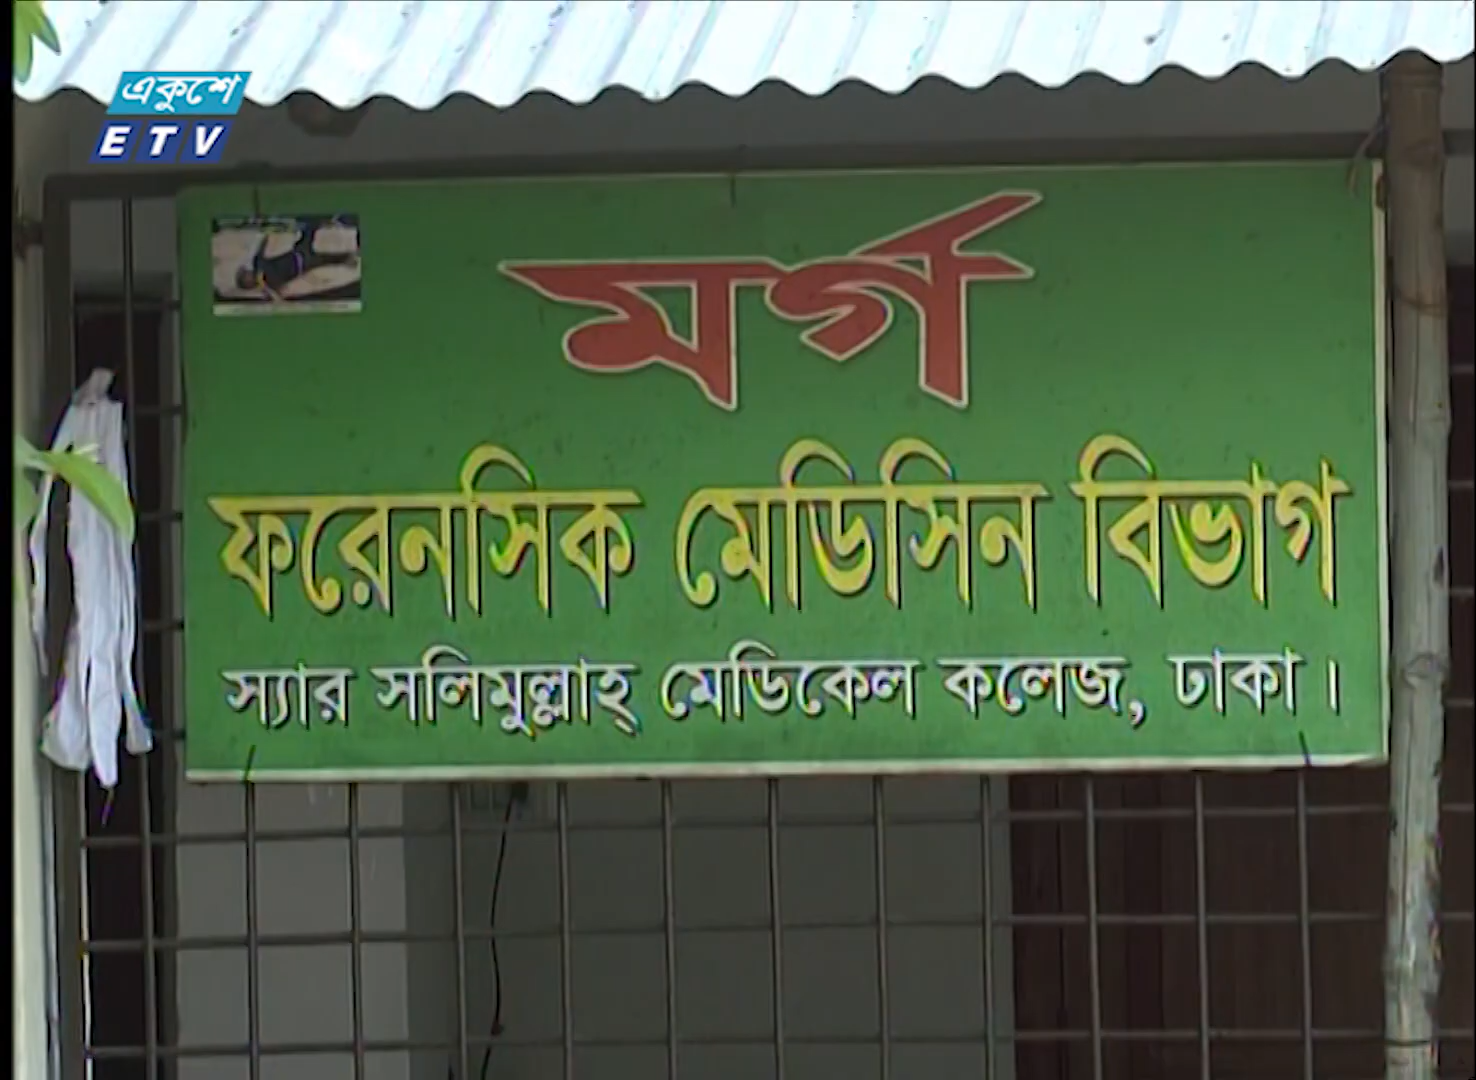 একুশে
ETV
মর্গ
ফরেনসিক মেডিসিন বিভাগ
স্যার সলিমুল্লাহ্ মেডিকেল কলেজ, ঢাকা।